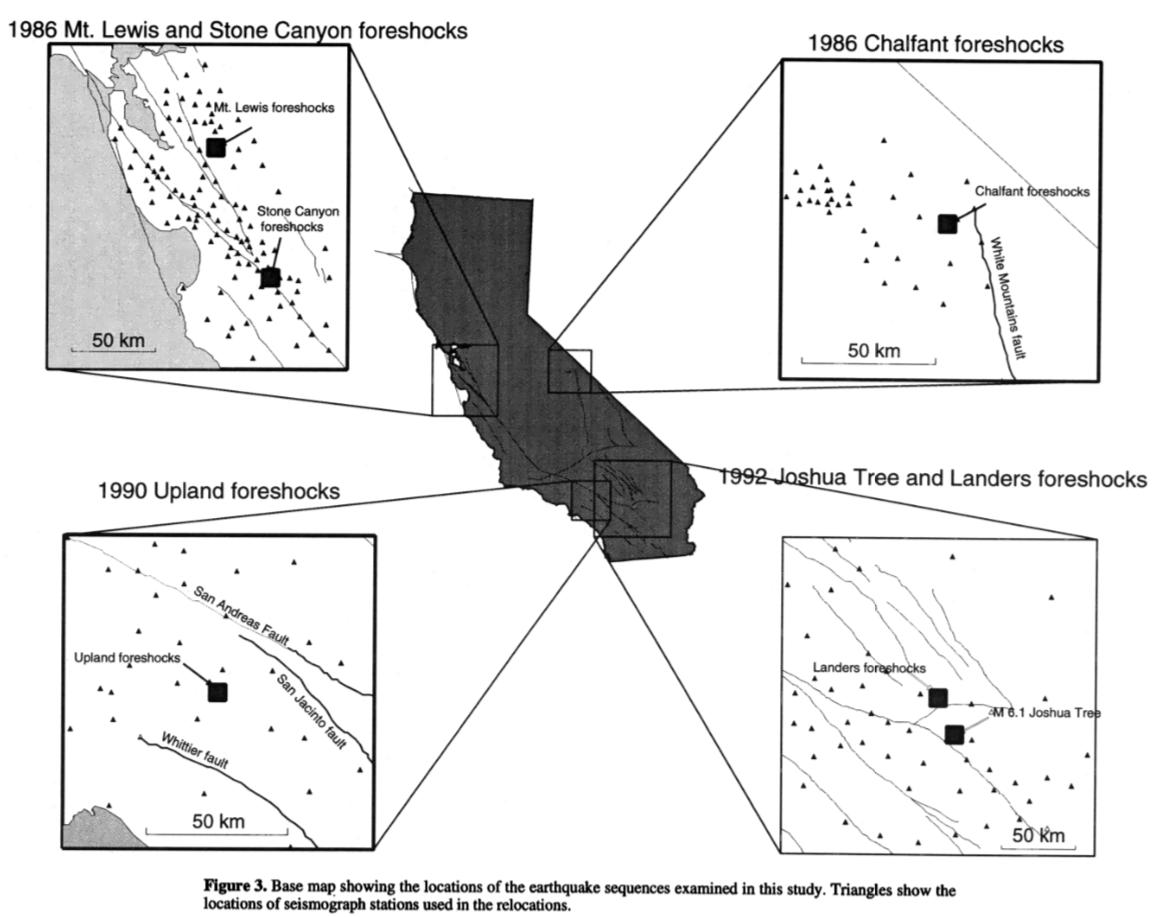 1986 Mt. Lewis and Stone Canyon foreshocks
Mt. Lewis foreshocks
Stone Canyon
foreshocks
50 km
1986 Chalfant foreshocks
Chalfant foreshocks
White Mountains fault
50 km
1990 Upland foreshocks
San Andreas Fault
Upland foreshocks
San Jacinto fault
Whittier fault
50 km
1992 Joshua Tree and Landers foreshocks
Landers foreshocks
M 6.1 Joshua Tree
50 km
Figure 3. Base map showing the locations of the earthquake sequences examined in this study. Triangles show the
locations of seismograph stations used in the relocations.